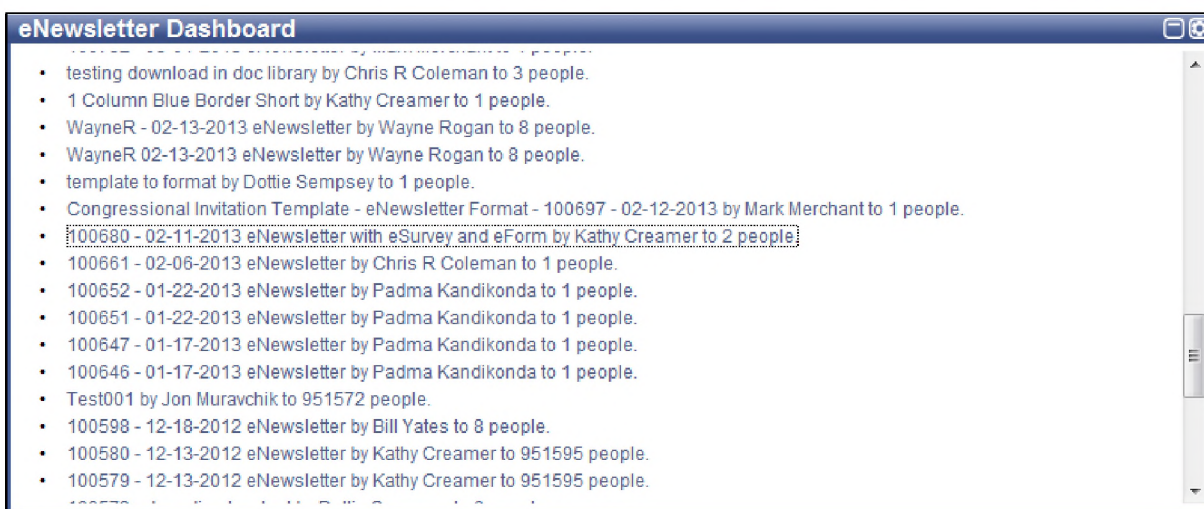 eNewsletter Dashboard
testing download in doc library by Chris R Coleman to 3 people.
1 Column Blue Border Short by Kathy Creamer to 1 people.
WayneR - 02-13-2013 eNewsletter by Wayne Rogan to 8 people.
WayneR 02-13-2013 eNewsletter by Wayne Rogan to 8 people.
template to format by Dottie Sempsey to 1 people.
Congressional Invitation Template - eNewsletter Format - 100697 - 02-12-2013 by Mark Merchant to 1 people.
100680 - 02-11-2013 eNewsletter with eSurvey and eForm by Kathy Creamer to 2 people.
100661 - 02-06-2013 eNewsletter by Chris R Coleman to 1 people.
100652 - 01-22-2013 eNewsletter by Padma Kandikonda to 1 people.
100651 - 01-22-2013 eNewsletter by Padma Kandikonda to 1 people.
100647 - 01-17-2013 eNewsletter by Padma Kandikonda to 1 people.
100646 - 01-17-2013 eNewsletter by Padma Kandikonda to 1 people.
Test001 by Jon Muravchik to 951572 people.
100598 - 12-18-2012 eNewsletter by Bill Yates to 8 people.
100580 - 12-13-2012 eNewsletter by Kathy Creamer to 951595 people.
100579 - 12-13-2012 eNewsletter by Kathy Creamer to 951595 people.